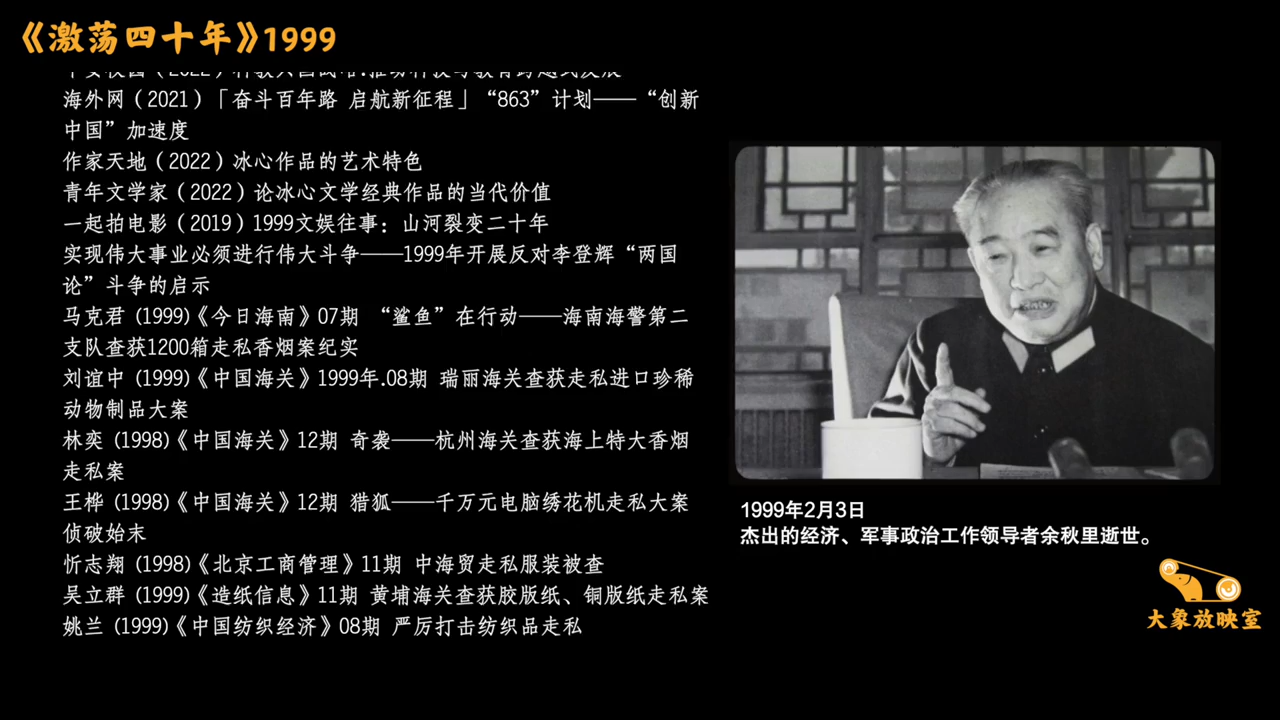 《激荡四十年》1999
海外网（2021）「奋斗百年路 启航新征程」“863”计划——“创新
中国”加速度
作家天地（2022）冰心作品的艺术特色
青年文学家（2022）论冰心文学经典作品的当代价值
一起拍电影（2019）1999文娱往事：山河裂变二十年
实现伟大事业必须进行伟大斗争——1999年开展反对李登辉“两国
论”斗争的启示
马克君 (1999)《今日海南》07期 “鲨鱼”在行动——海南海警第二
支队查获1200箱走私香烟案纪实
刘谊中 (1999)《中国海关》1999年.08期 瑞丽海关查获走私进口珍稀
动物制品大案
林奕 (1998)《中国海关》12期 奇袭——杭州海关查获海上特大香烟
走私案
王桦 (1998)《中国海关》12期 猎狐——千万元电脑绣花机走私大案
侦破始末
忻志翔 (1998)《北京工商管理》11期 中海贸走私服装被查
吴立群 (1999)《造纸信息》11期 黄埔海关查获胶版纸、铜版纸走私案
姚兰 (1999)《中国纺织经济》08期 严厉打击纺织品走私
1999年2月3日
杰出的经济、军事政治工作领导者余秋里逝世。
大象放映室